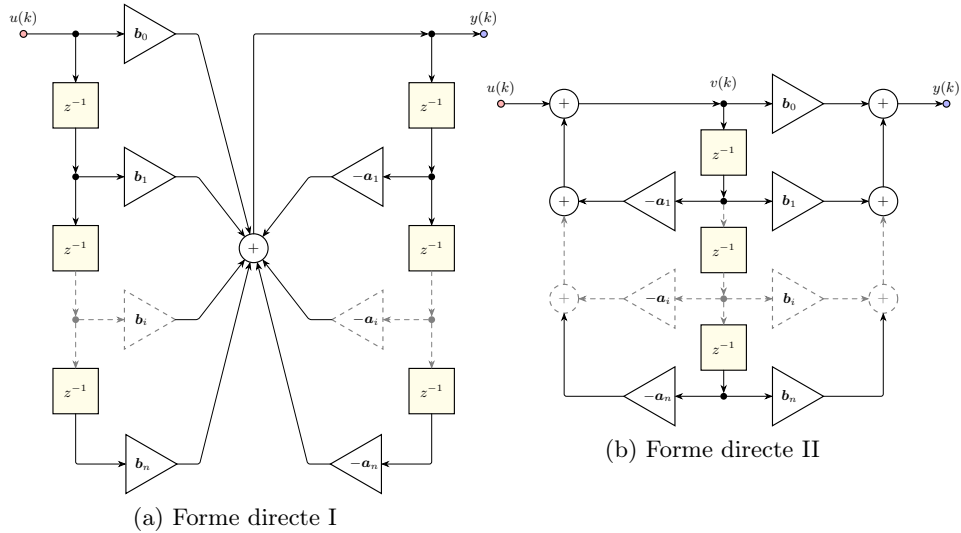 u(k)
b₀
y(k)
z⁻¹
z⁻¹
b₁
−a₁
z⁻¹
z⁻¹
+
bᵢ
−aᵢ
z⁻¹
z⁻¹
bₙ
−aₙ
(a) Forme directe I
u(k)
+
v(k)
b₀
+
y(k)
z⁻¹
+
−a₁
b₁
+
z⁻¹
+
−aᵢ
bᵢ
+
z⁻¹
−aₙ
bₙ
(b) Forme directe II